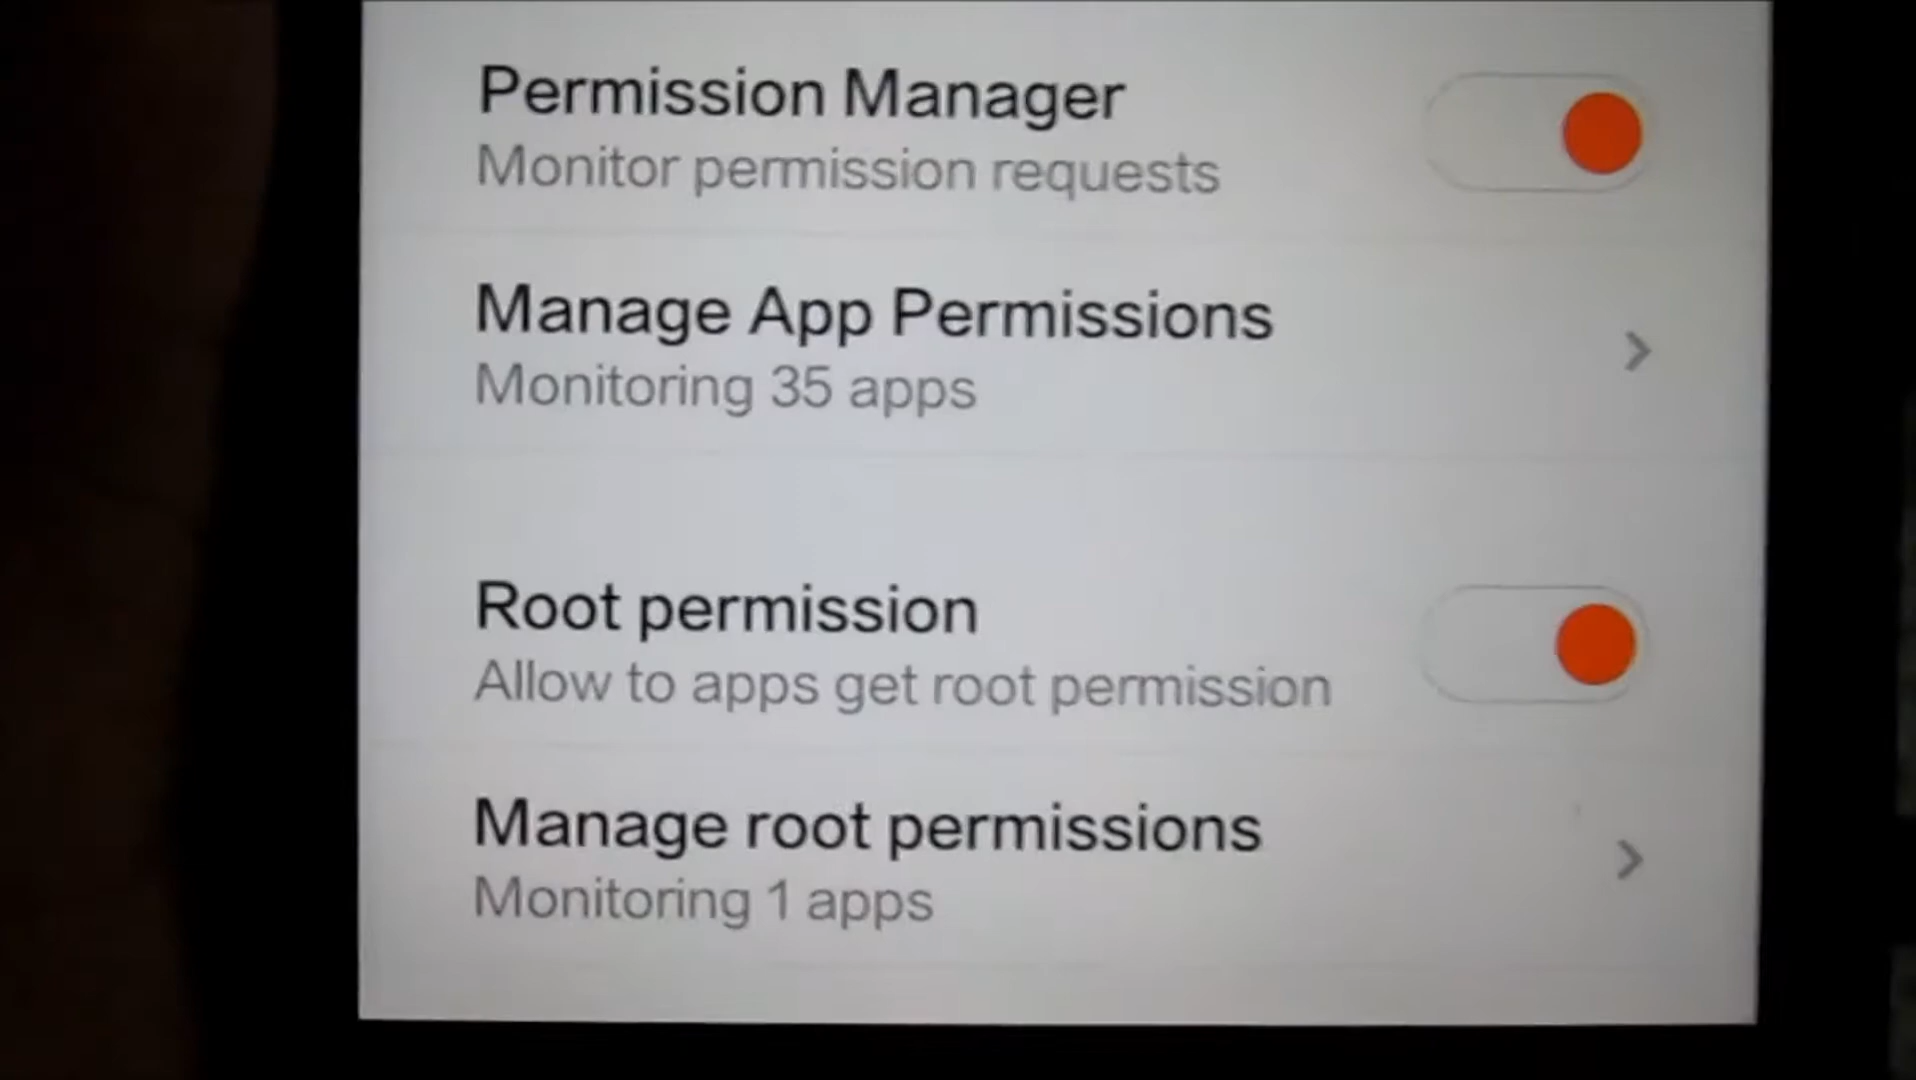 Permission Manager
Monitor permission requests
Manage App Permissions
Monitoring 35 apps
Root permission
Allow to apps get root permission
Manage root permissions
Monitoring 1 apps